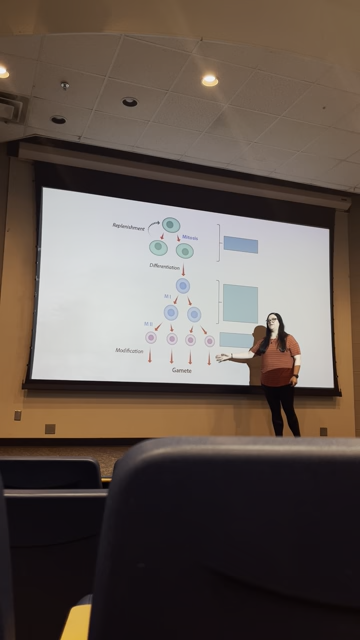 Replenishment
Mitosis
Differentiation
M I
M II
Modification
Gamete